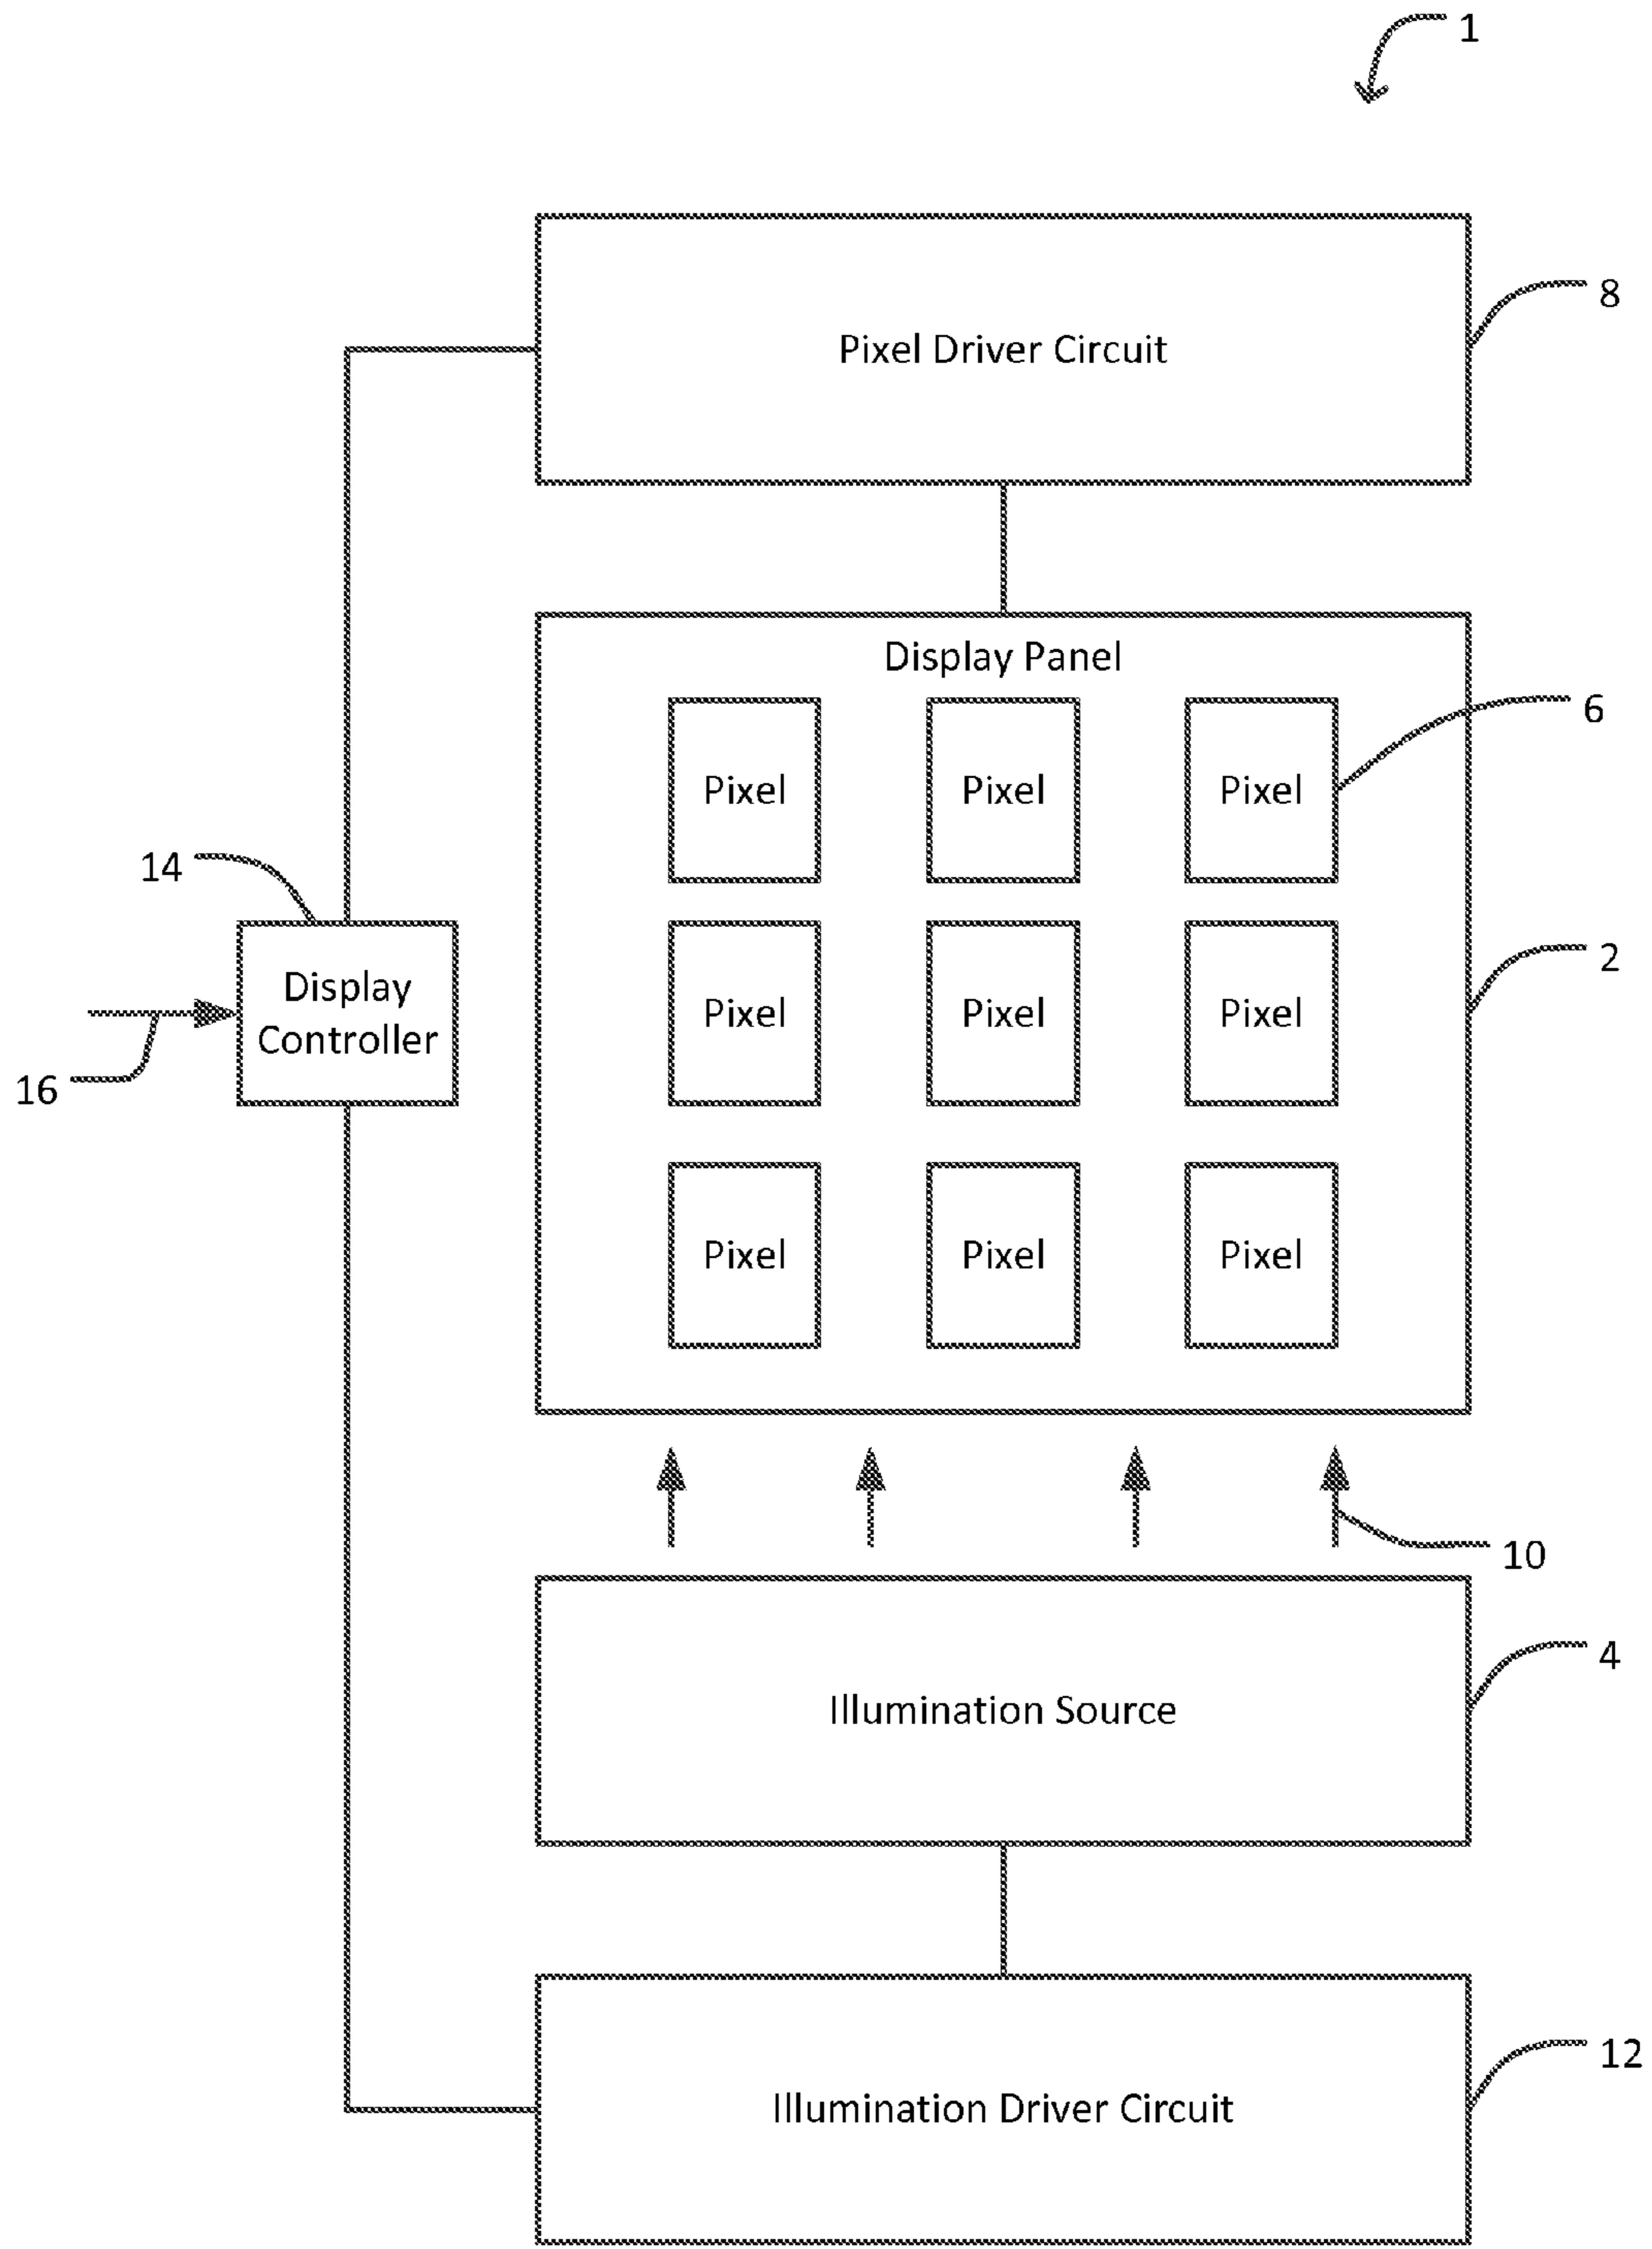 1
8
Pixel Driver Circuit
Display Panel
6
Pixel Pixel Pixel
14
2
Display
Controller
Pixel Pixel Pixel
16
Pixel Pixel Pixel
10
4
Illumination Source
12
Illumination Driver Circuit